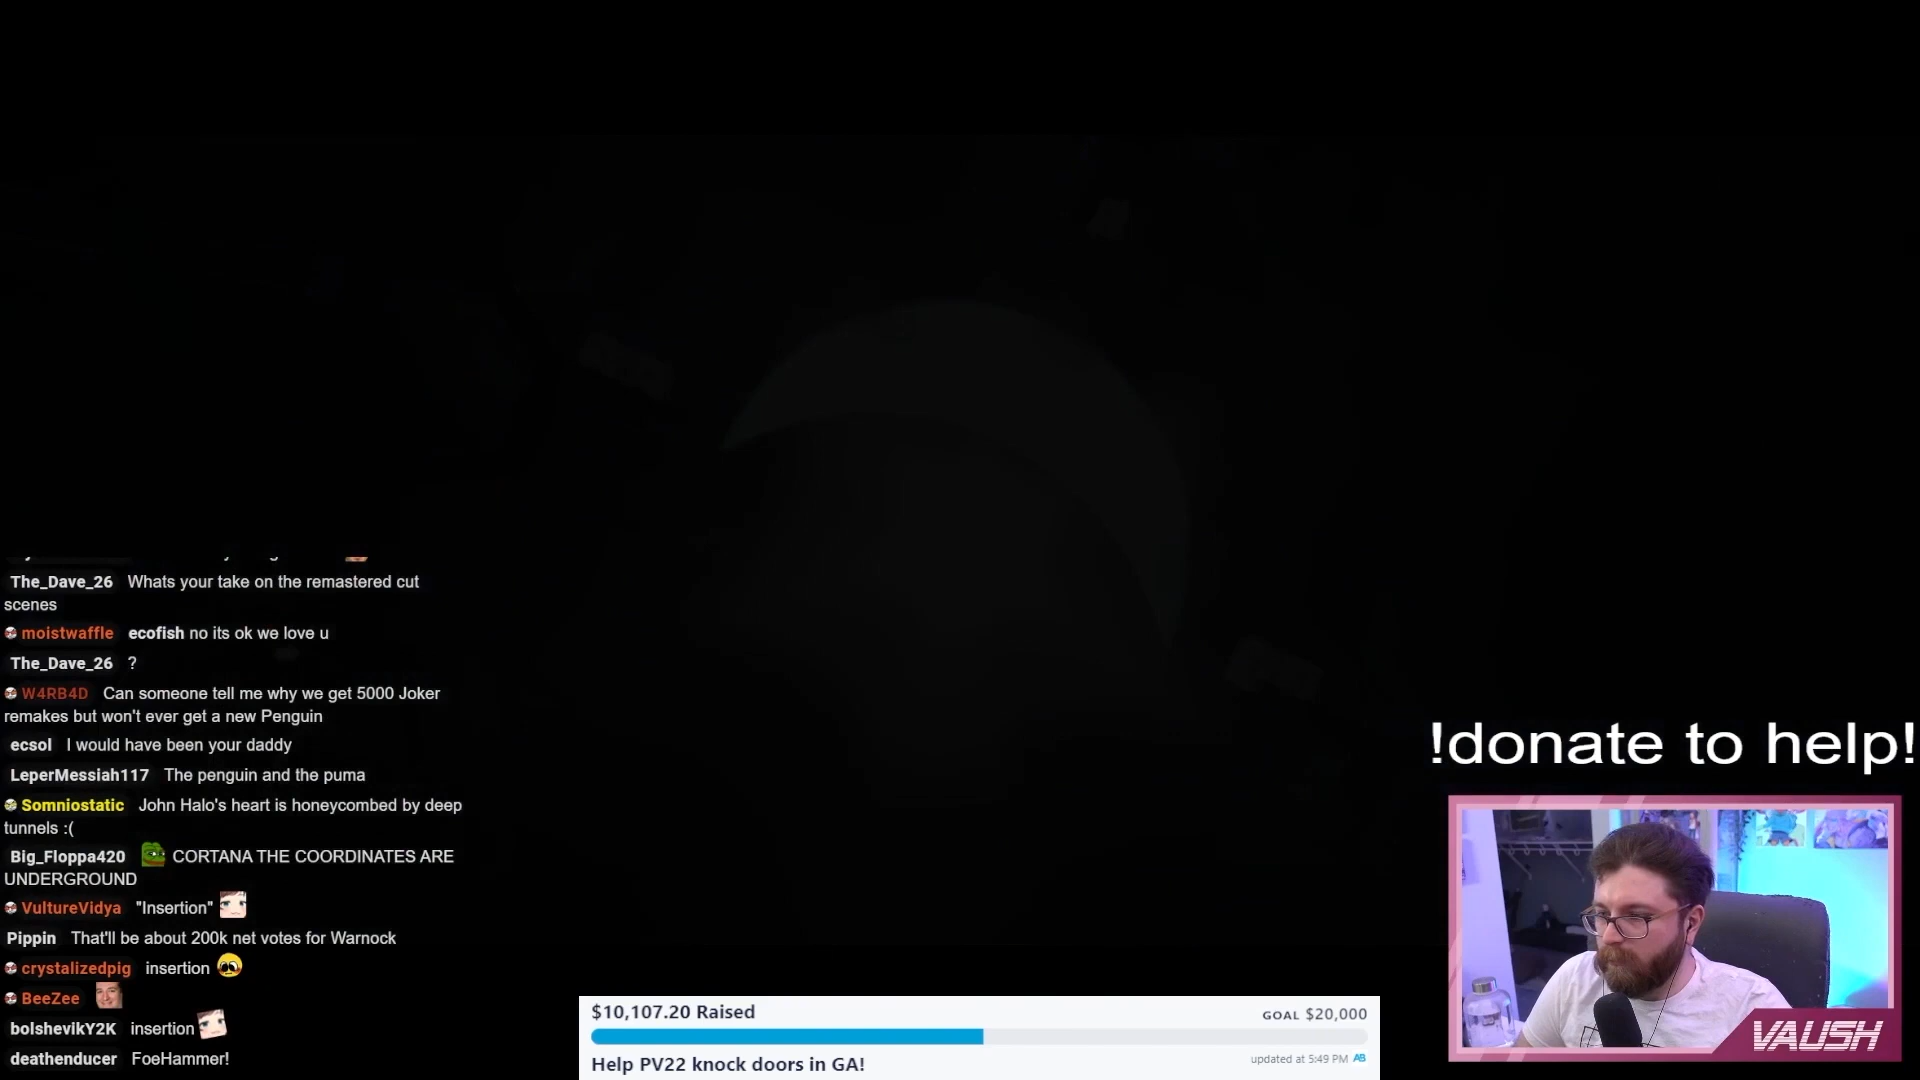 The_Dave_26 Whats your take on the remastered cut
scenes
moistwaffle ecofish no its ok we love u
The_Dave_26 ?
W4RB4D Can someone tell me why we get 5000 Joker
remakes but won't ever get a new Penguin
ecsol I would have been your daddy
LeperMessiah117 The penguin and the puma
Somniostatic John Halo's heart is honeycombed by deep
tunnels :(
Big_Floppa420 CORTANA THE COORDINATES ARE
UNDERGROUND
VultureVidya "Insertion"
Pippin That'll be about 200k net votes for Warnock
crystalizedpig insertion
BeeZee
bolshevikY2K insertion
deathenducer FoeHammer!
$10,107.20 Raised
GOAL $20,000
Help PV22 knock doors in GA!
updated at 5:49 PM AB
!donate to help!
VAUSH